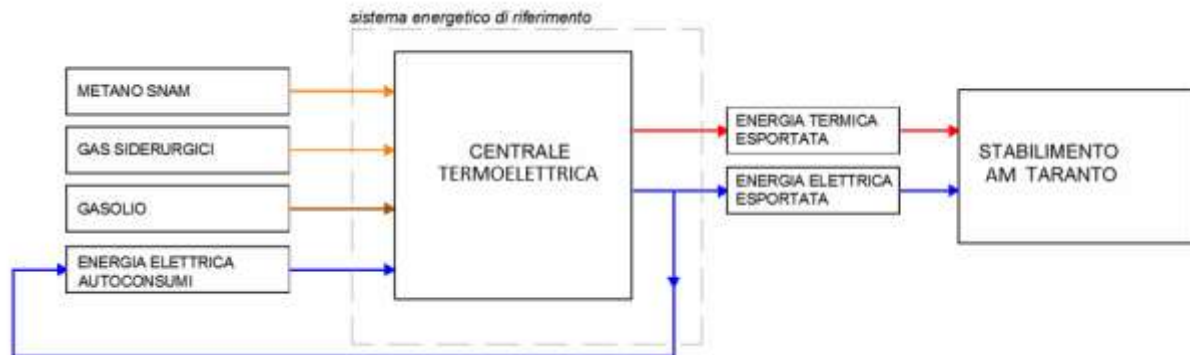 sistema energetico di riferimento
METANO SNAM
GAS SIDERURGICI
GASOLIO
ENERGIA ELETTRICA
AUTOCONSUMI
CENTRALE
TERMOELETTRICA
ENERGIA TERMICA
ESPORTATA
ENERGIA ELETTRICA
ESPORTATA
STABILIMENTO
AM TARANTO